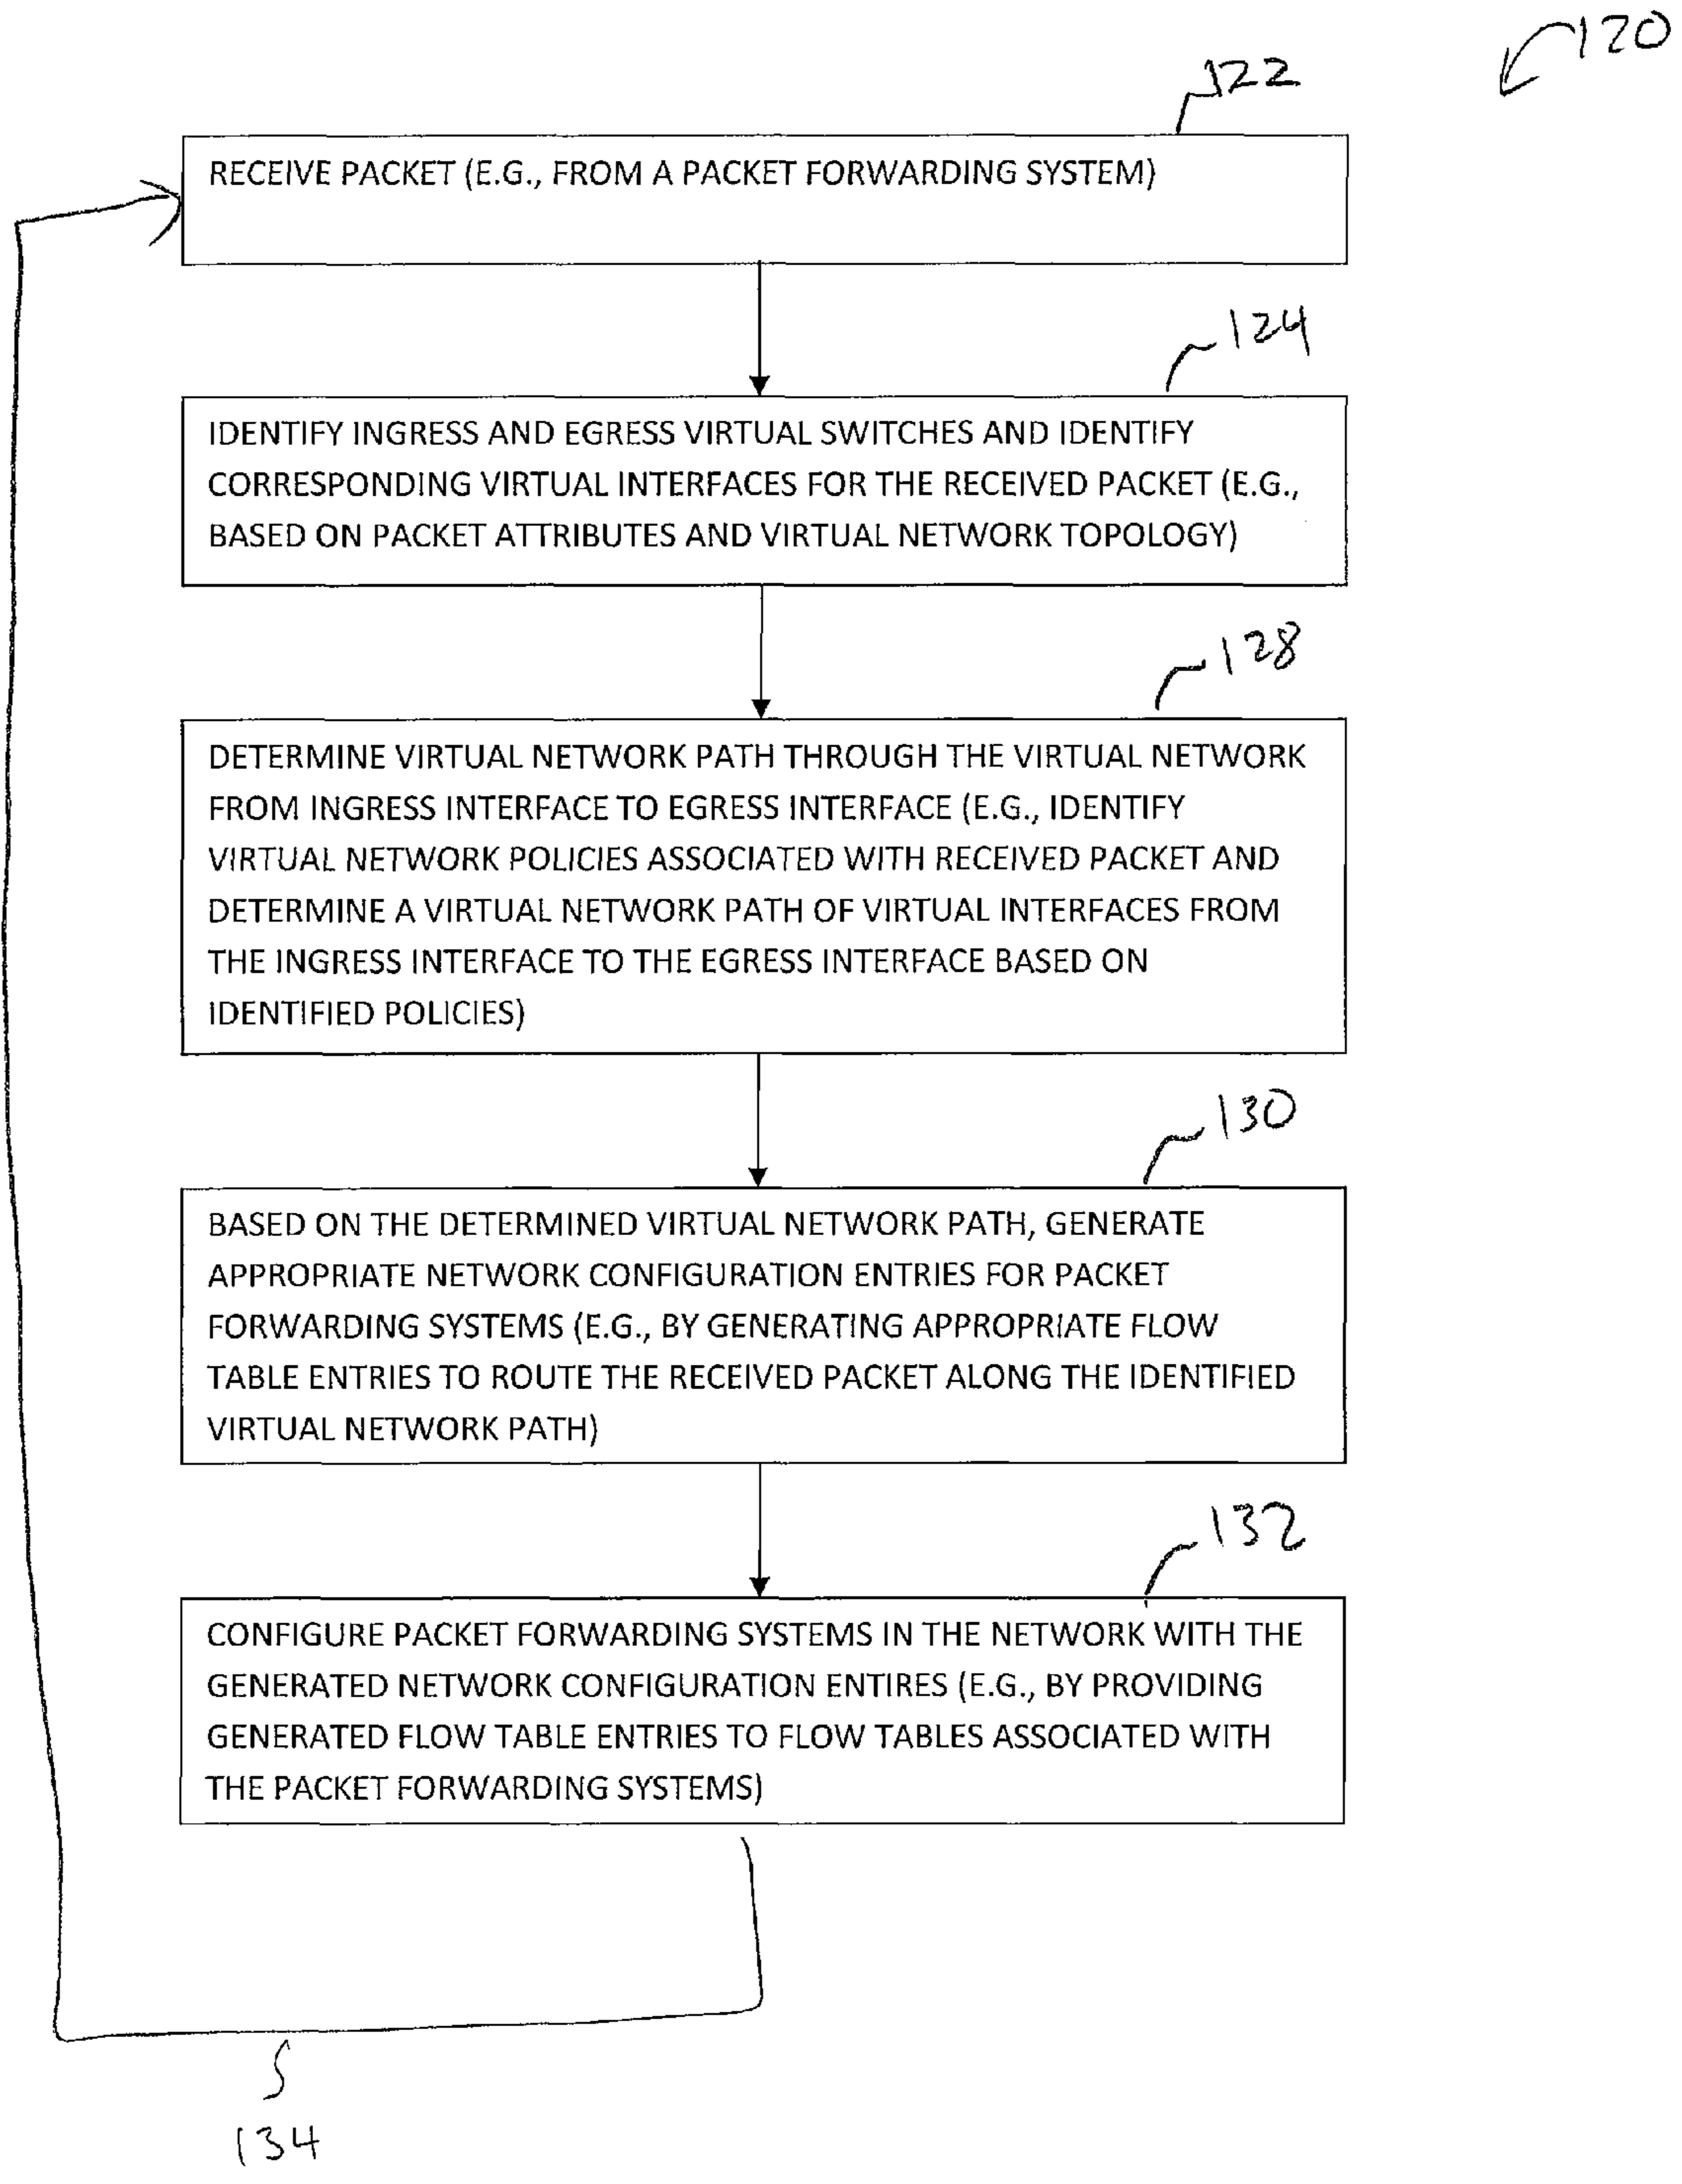 120
122
RECEIVE PACKET (E.G., FROM A PACKET FORWARDING SYSTEM)
124
IDENTIFY INGRESS AND EGRESS VIRTUAL SWITCHES AND IDENTIFY
CORRESPONDING VIRTUAL INTERFACES FOR THE RECEIVED PACKET (E.G.,
BASED ON PACKET ATTRIBUTES AND VIRTUAL NETWORK TOPOLOGY)
128
DETERMINE VIRTUAL NETWORK PATH THROUGH THE VIRTUAL NETWORK
FROM INGRESS INTERFACE TO EGRESS INTERFACE (E.G., IDENTIFY
VIRTUAL NETWORK POLICIES ASSOCIATED WITH RECEIVED PACKET AND
DETERMINE A VIRTUAL NETWORK PATH OF VIRTUAL INTERFACES FROM
THE INGRESS INTERFACE TO THE EGRESS INTERFACE BASED ON
IDENTIFIED POLICIES)
130
BASED ON THE DETERMINED VIRTUAL NETWORK PATH, GENERATE
APPROPRIATE NETWORK CONFIGURATION ENTRIES FOR PACKET
FORWARDING SYSTEMS (E.G., BY GENERATING APPROPRIATE FLOW
TABLE ENTRIES TO ROUTE THE RECEIVED PACKET ALONG THE IDENTIFIED
VIRTUAL NETWORK PATH)
132
CONFIGURE PACKET FORWARDING SYSTEMS IN THE NETWORK WITH THE
GENERATED NETWORK CONFIGURATION ENTIRES (E.G., BY PROVIDING
GENERATED FLOW TABLE ENTRIES TO FLOW TABLES ASSOCIATED WITH
THE PACKET FORWARDING SYSTEMS)
134